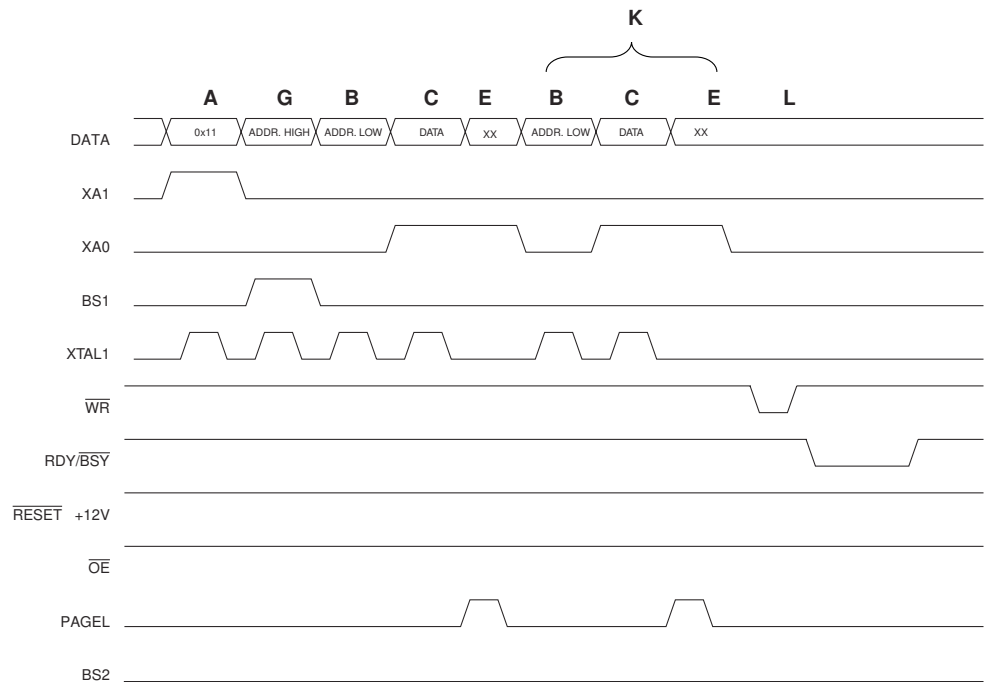 K
A G B C E B C E L
DATA 0x11 ADDR. HIGH ADDR. LOW DATA XX ADDR. LOW DATA XX
XA1
XA0
BS1
XTAL1
WR
RDY/BSY
RESET +12V
OE
PAGEL
BS2